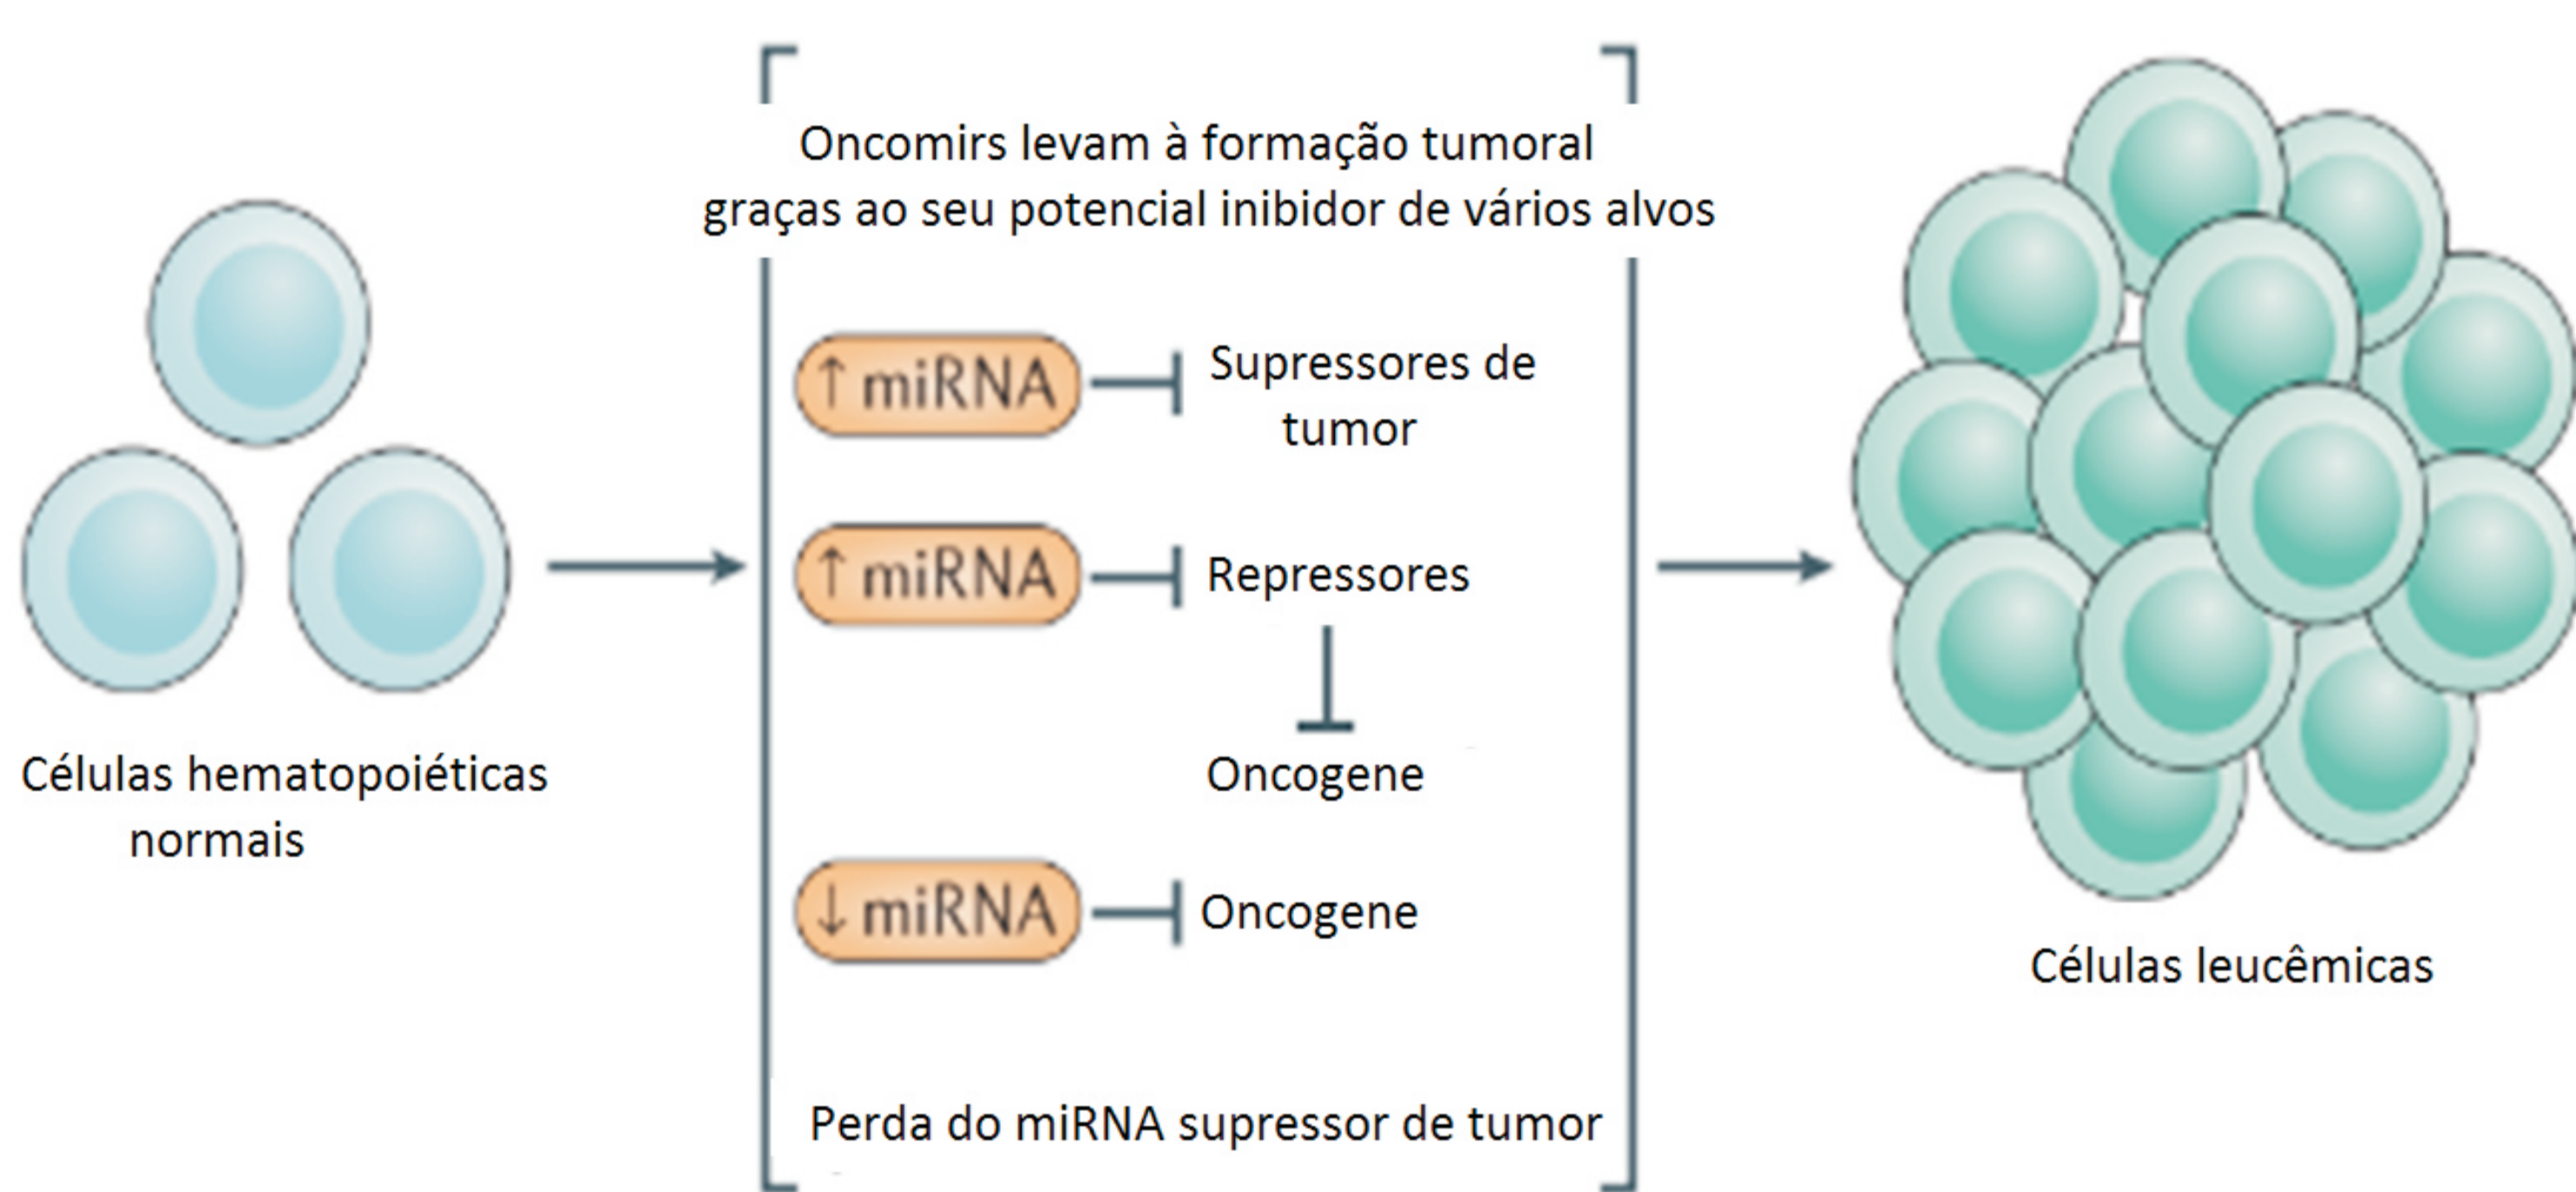 Oncomirs levam à formação tumoral
graças ao seu potencial inibidor de vários alvos
↑ miRNA
Supressores de
tumor
↑ miRNA
Repressores
Oncogene
↓ miRNA
Oncogene
Perda do miRNA supressor de tumor
Células hematopoiéticas
normais
Células leucêmicas